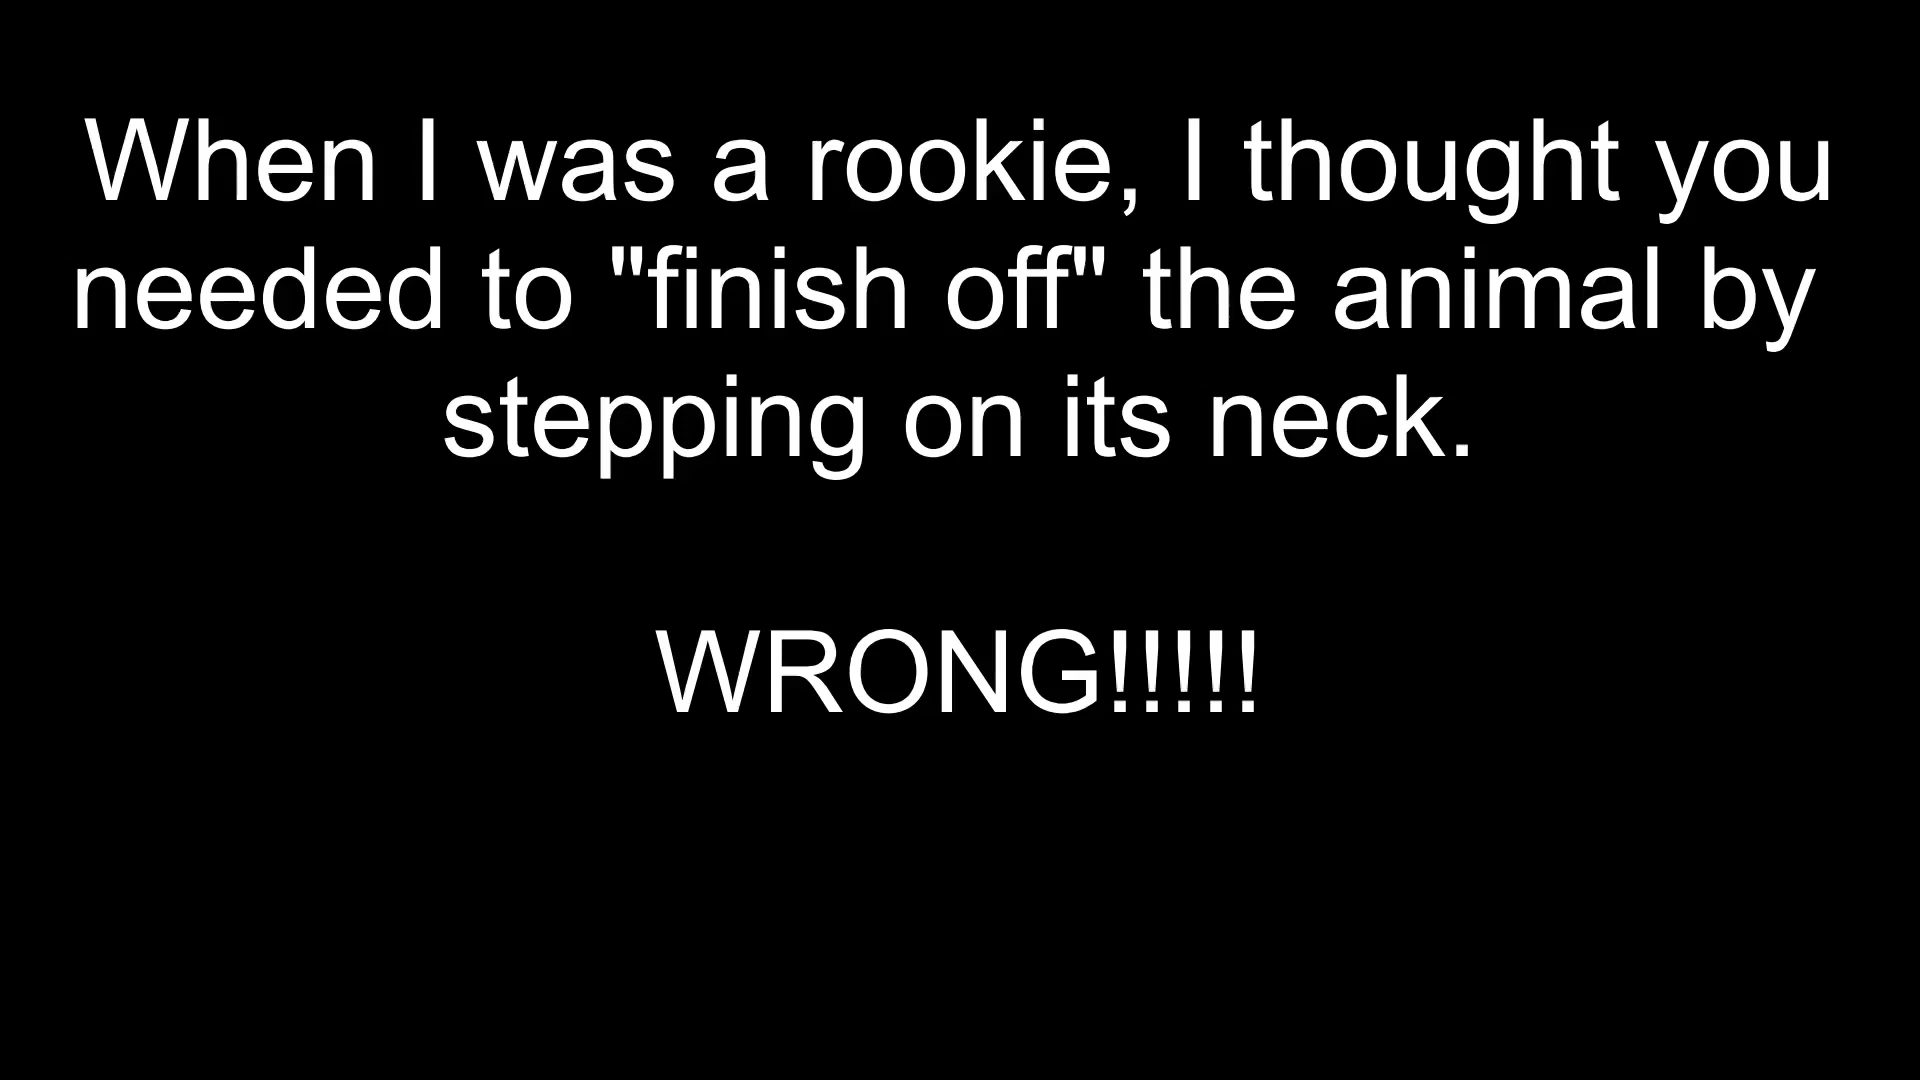 When I was a rookie, I thought you
needed to "finish off" the animal by
stepping on its neck.
WRONG!!!!!